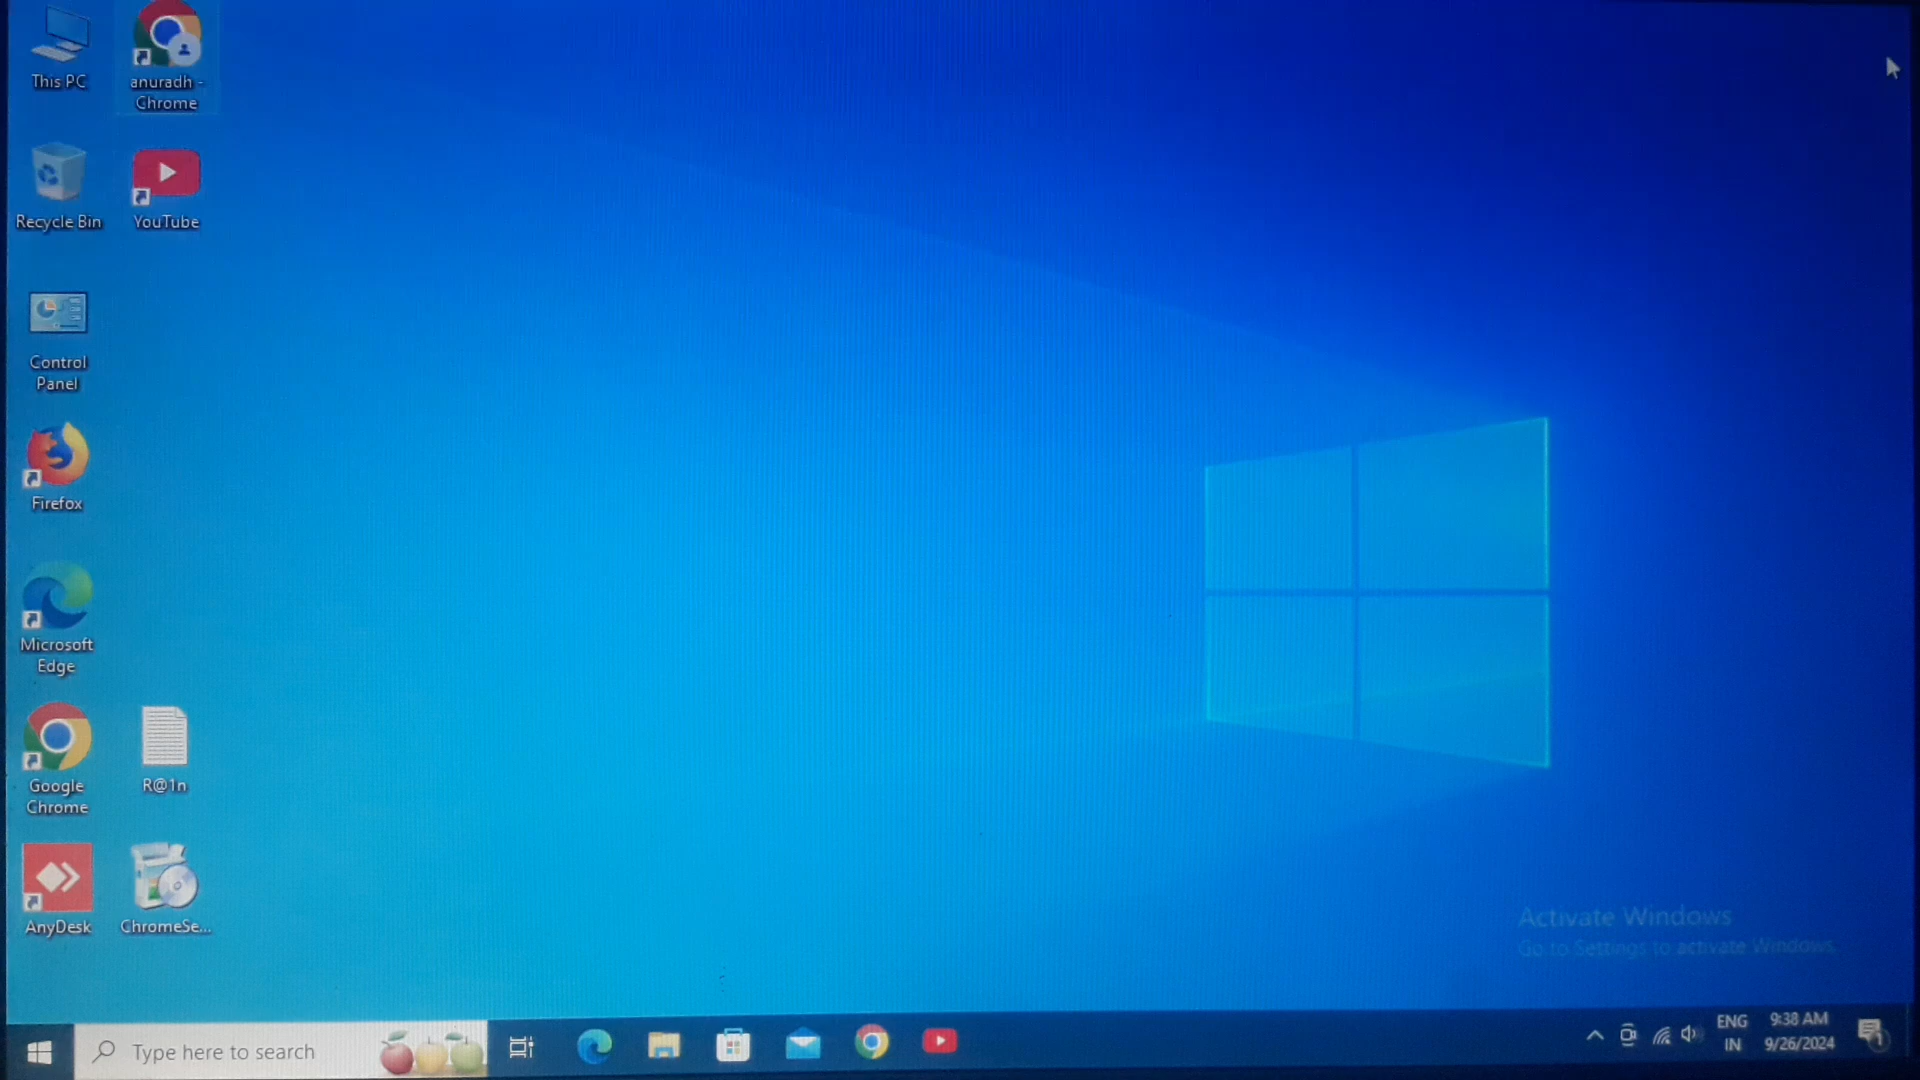 This PC
anuradh -
Chrome
Recycle Bin
YouTube
Control
Panel
Firefox
Microsoft
Edge
Google
Chrome
R@1n
AnyDesk
ChromeSe...
Activate Windows
Go to Settings to activate Windows.
Type here to search
ENG
IN
9:38 AM
9/26/2024
1